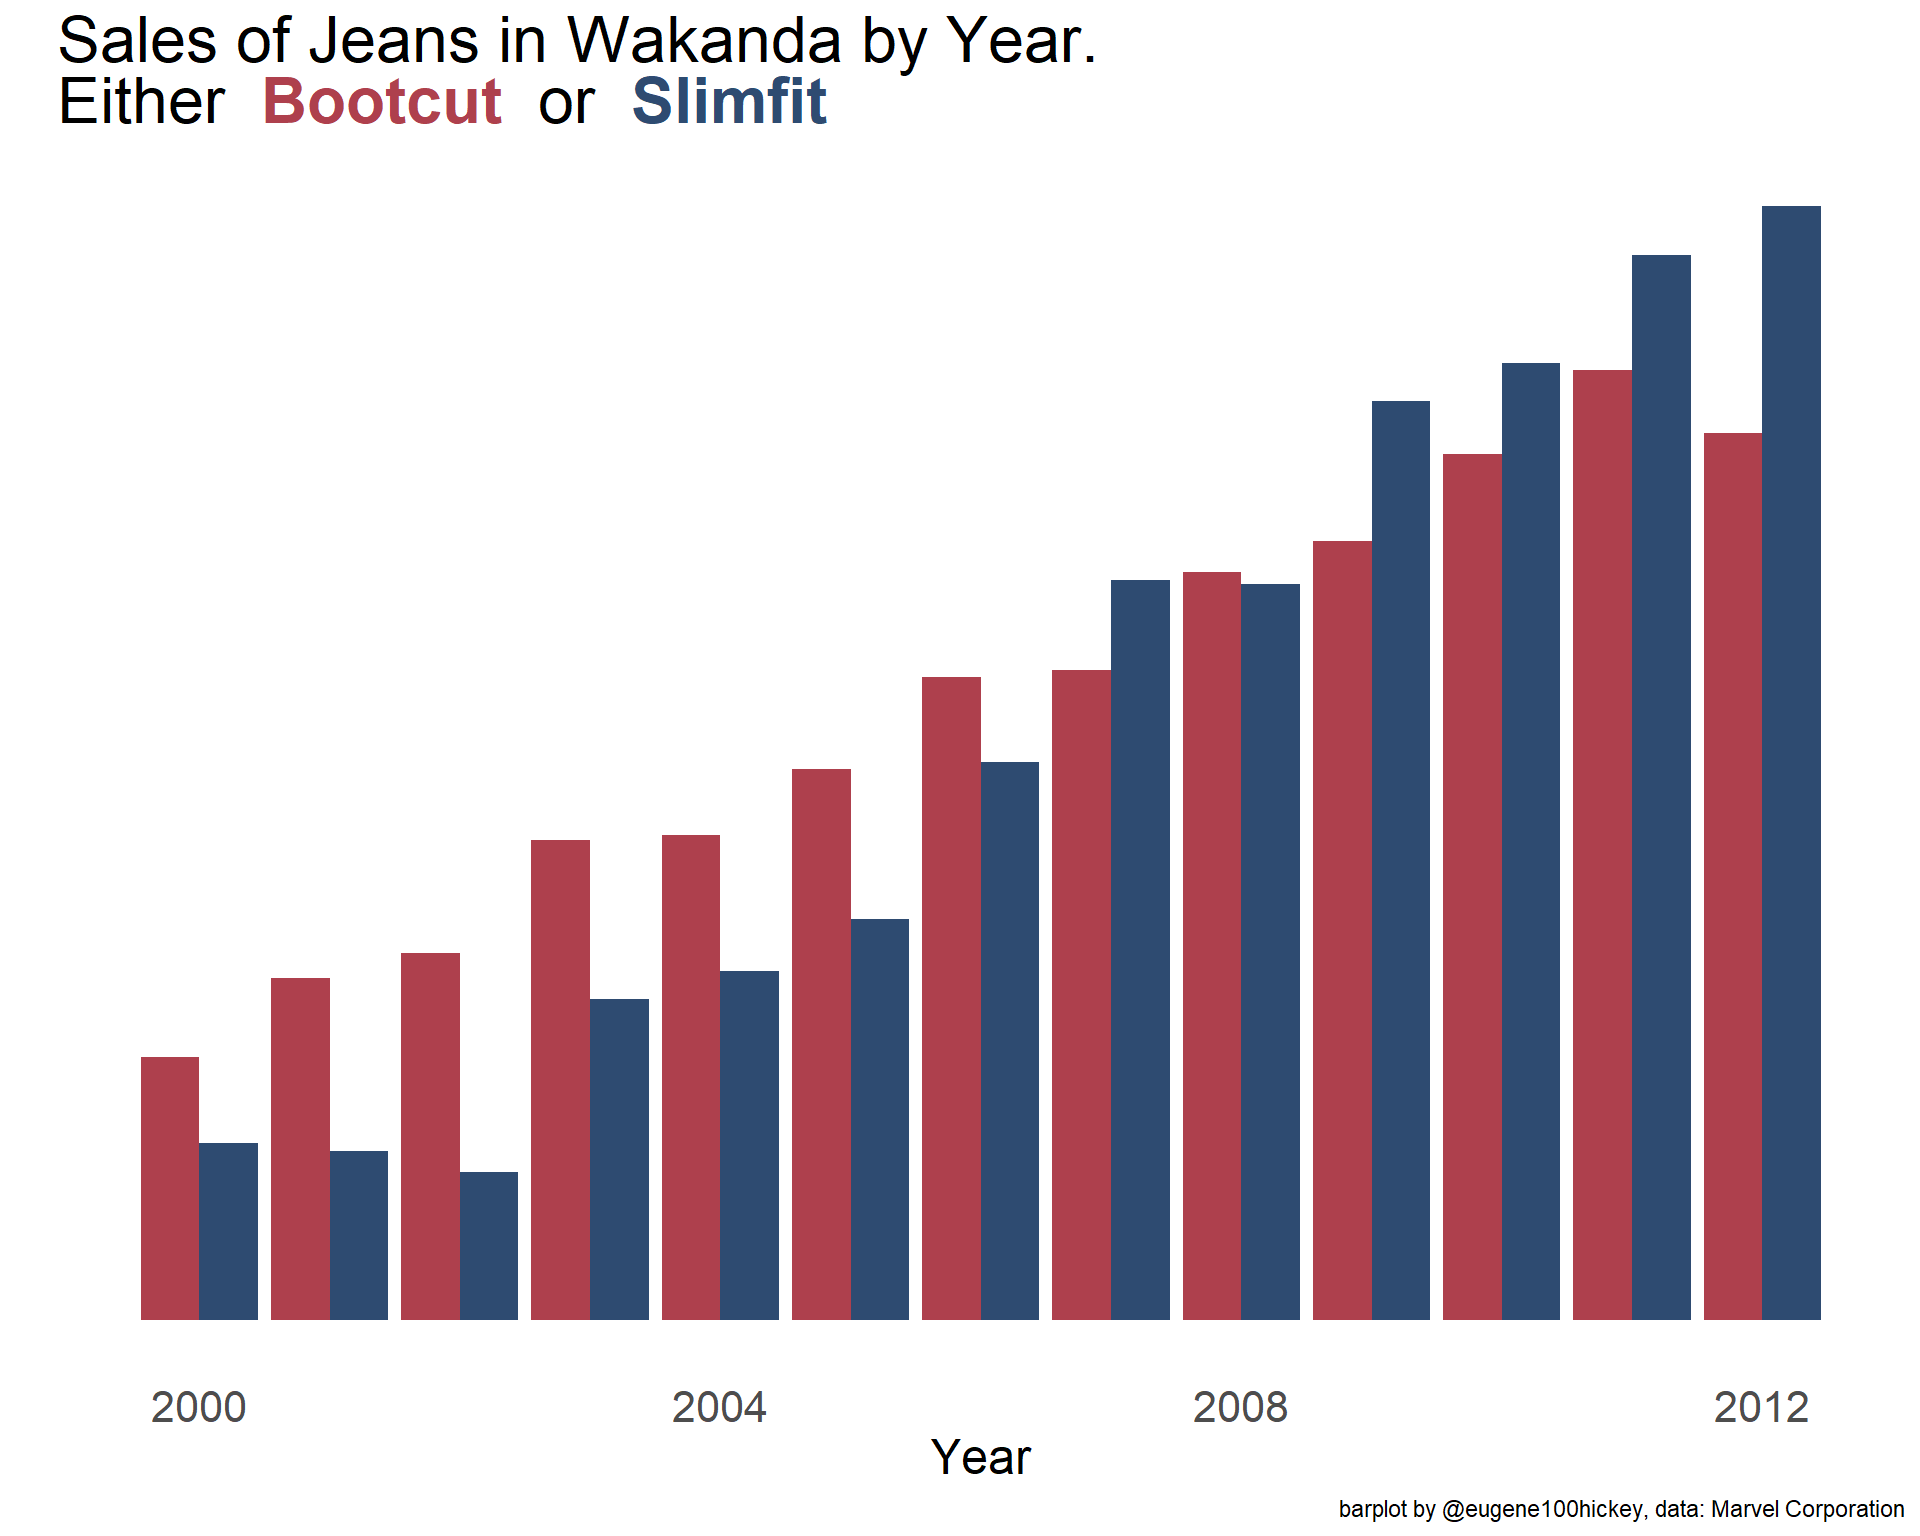 Sales of Jeans in Wakanda by Year.
Either Bootcut or Slimfit
2000 2004 2008 2012
Year
barplot by @eugene100hickey, data: Marvel Corporation